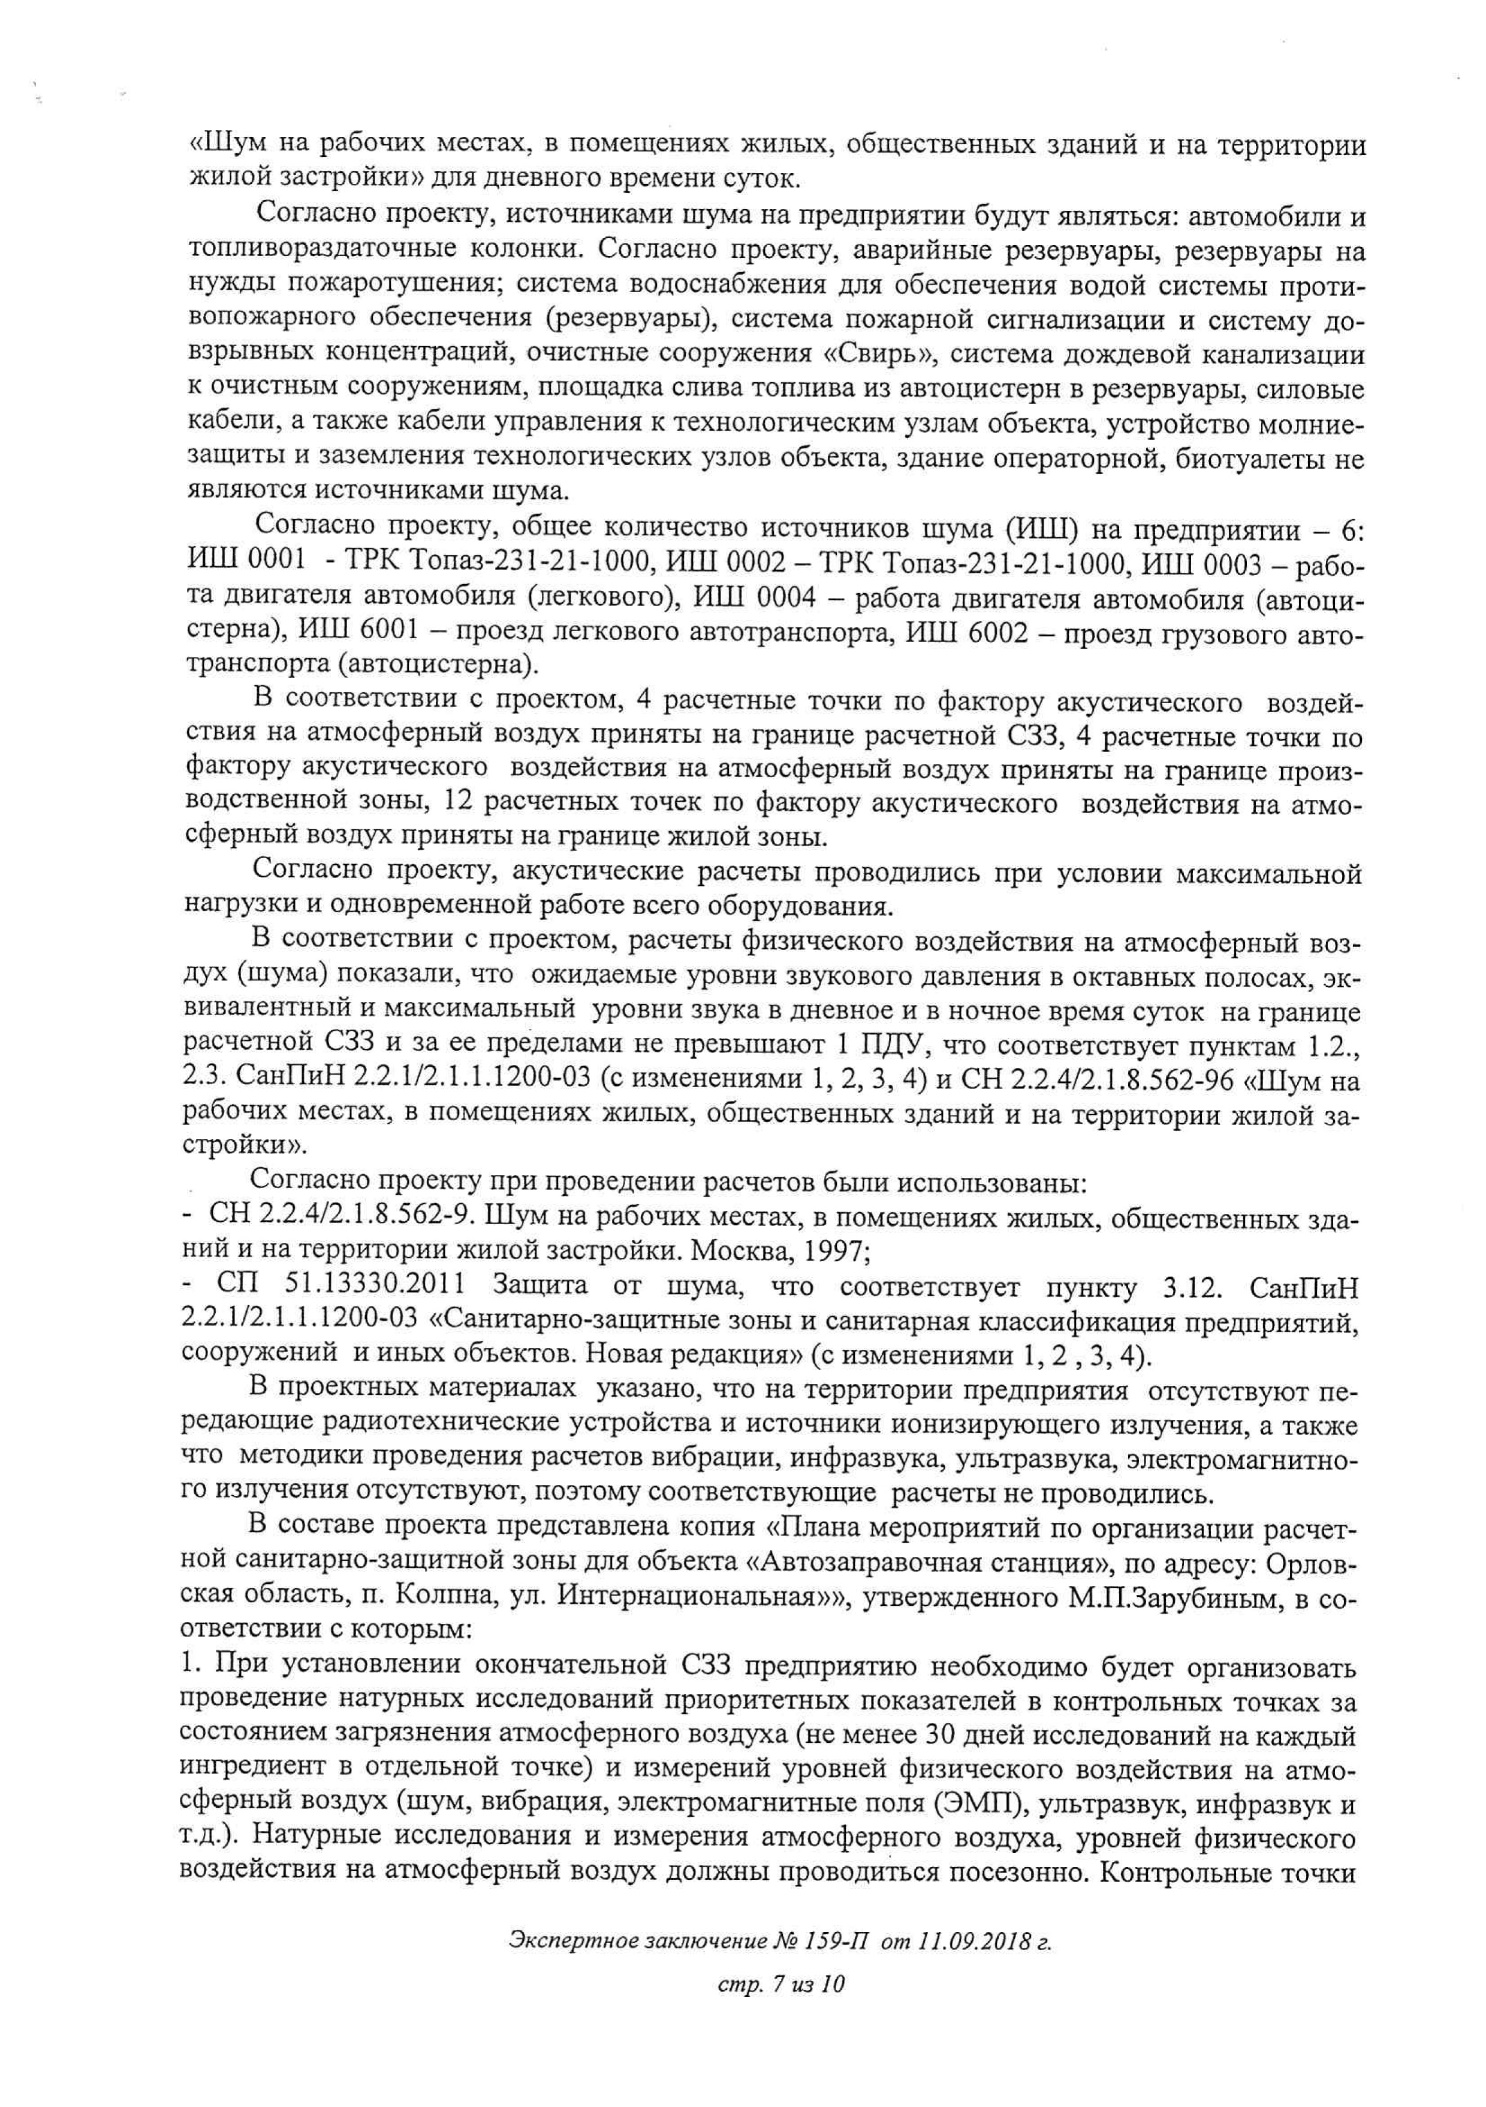 «Шум на рабочих местах, в помещениях жилых, общественных зданий и на территории
жилой застройки» для дневного времени суток.
Согласно проекту, источниками шума на предприятии будут являться: автомобили и
топливораздаточные колонки. Согласно проекту, аварийные резервуары, резервуары на
нужды пожаротушения; система водоснабжения для обеспечения водой системы проти-
вопожарного обеспечения (резервуары), система пожарной сигнализации и систему до-
взрывных концентраций, очистные сооружения «Свирь», система дождевой канализации
к очистным сооружениям, площадка слива топлива из автоцистерн в резервуары, силовые
кабели, а также кабели управления к технологическим узлам объекта, устройство молние-
защиты и заземления технологических узлов объекта, здание операторной, биотуалеты не
являются источниками шума.
Согласно проекту, общее количество источников шума (ИШ) на предприятии – 6:
ИШ 0001  - ТРК Топаз-231-21-1000, ИШ 0002 – ТРК Топаз-231-21-1000, ИШ 0003 – рабо-
та двигателя автомобиля (легкового), ИШ 0004 – работа двигателя автомобиля (автоци-
стерна), ИШ 6001 – проезд легкового автотранспорта, ИШ 6002 – проезд грузового авто-
транспорта (автоцистерна).
В соответствии с проектом, 4 расчетные точки по фактору акустического  воздей-
ствия на атмосферный воздух приняты на границе расчетной СЗЗ, 4 расчетные точки по
фактору акустического  воздействия на атмосферный воздух приняты на границе произ-
водственной зоны, 12 расчетных точек по фактору акустического  воздействия на атмо-
сферный воздух приняты на границе жилой зоны.
Согласно проекту, акустические расчеты проводились при условии максимальной
нагрузки и одновременной работе всего оборудования.
В соответствии с проектом, расчеты физического воздействия на атмосферный воз-
дух (шума) показали, что  ожидаемые уровни звукового давления в октавных полосах, эк-
вивалентный и максимальный  уровни звука в дневное и в ночное время суток  на границе
расчетной СЗЗ и за ее пределами не превышают 1 ПДУ, что соответствует пунктам 1.2.,
2.3. СанПиН 2.2.1/2.1.1.1200-03 (с изменениями 1, 2, 3, 4) и СН 2.2.4/2.1.8.562-96 «Шум на
рабочих местах, в помещениях жилых, общественных зданий и на территории жилой за-
стройки».
Согласно проекту при проведении расчетов были использованы:
-  СН 2.2.4/2.1.8.562-9. Шум на рабочих местах, в помещениях жилых, общественных зда-
ний и на территории жилой застройки. Москва, 1997;
- СП 51.13330.2011 Защита от шума, что соответствует пункту 3.12. СанПиН
2.2.1/2.1.1.1200-03 «Санитарно-защитные зоны и санитарная классификация предприятий,
сооружений  и иных объектов. Новая редакция» (с изменениями 1, 2 , 3, 4).
В проектных материалах  указано, что на территории предприятия  отсутствуют пе-
редающие радиотехнические устройства и источники ионизирующего излучения, а также
что  методики проведения расчетов вибрации, инфразвука, ультразвука, электромагнитно-
го излучения отсутствуют, поэтому соответствующие  расчеты не проводились.
В составе проекта представлена копия «Плана мероприятий по организации расчет-
ной санитарно-защитной зоны для объекта «Автозаправочная станция», по адресу: Орлов-
ская область, п. Колпна, ул. Интернациональная»», утвержденного М.П.Зарубиным, в со-
ответствии с которым:
1. При установлении окончательной СЗЗ предприятию необходимо будет организовать
проведение натурных исследований приоритетных показателей в контрольных точках за
состоянием загрязнения атмосферного воздуха (не менее 30 дней исследований на каждый
ингредиент в отдельной точке) и измерений уровней физического воздействия на атмо-
сферный воздух (шум, вибрация, электромагнитные поля (ЭМП), ультразвук, инфразвук и
т.д.). Натурные исследования и измерения атмосферного воздуха, уровней физического
воздействия на атмосферный воздух должны проводиться посезонно. Контрольные точки
Экспертное заключение № 159-П  от 11.09.2018 г.
стр. 7 из 10